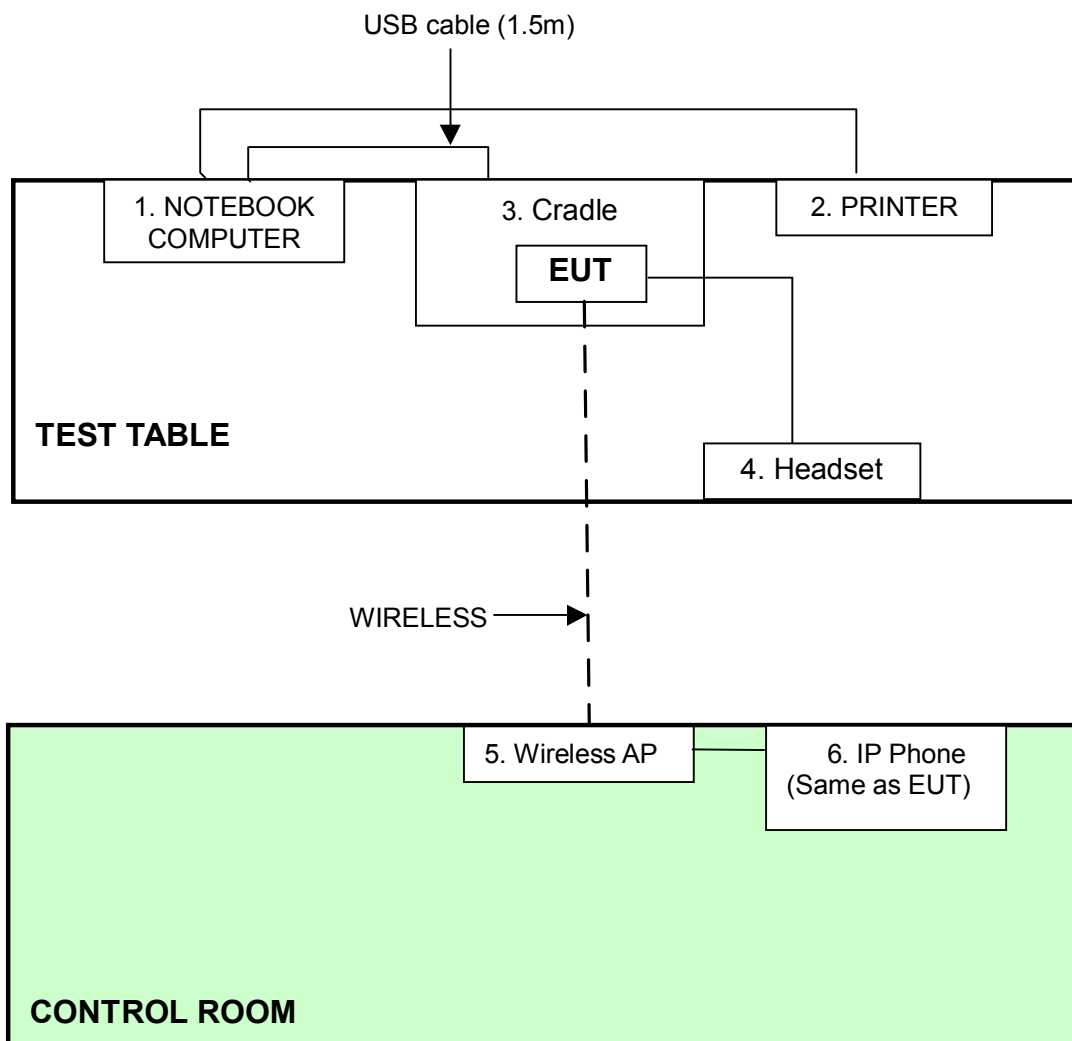 USB cable (1.5m)
1. NOTEBOOK
COMPUTER
3. Cradle
2. PRINTER
EUT
TEST TABLE
4. Headset
WIRELESS
5. Wireless AP
6. IP Phone
(Same as EUT)
CONTROL ROOM